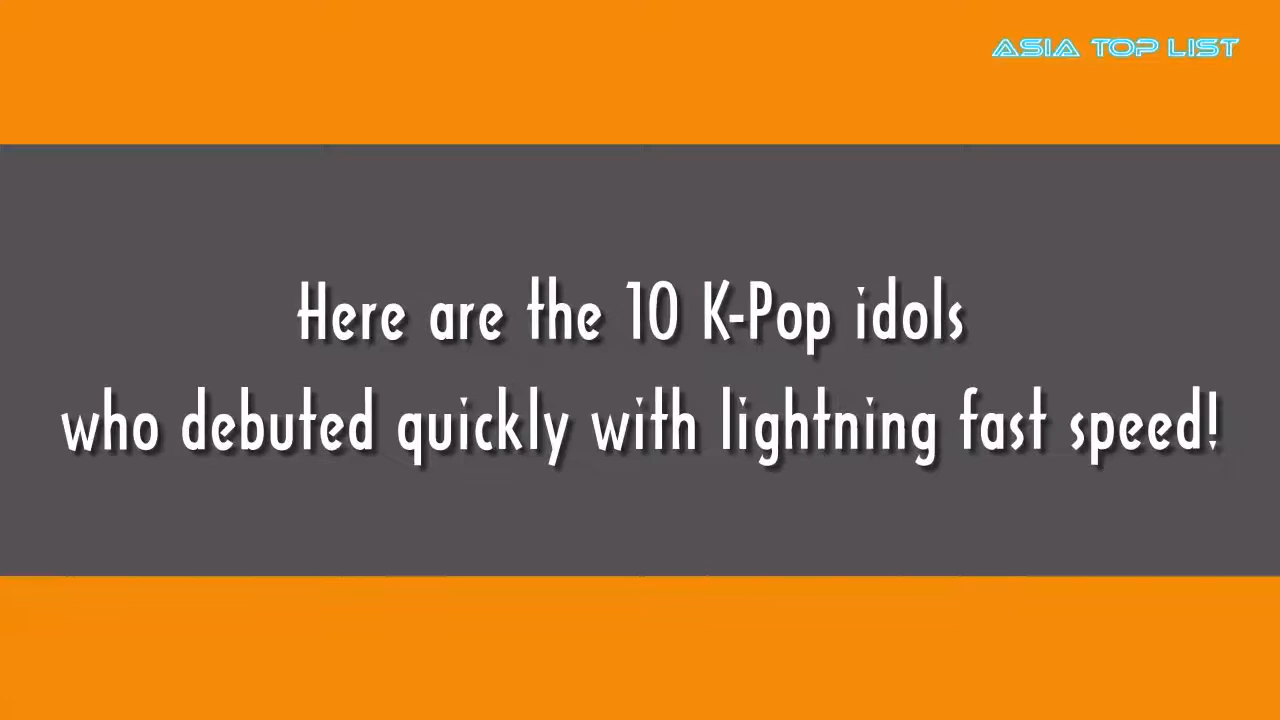 ASIA TOP LIST
Here are the 10 K-Pop idols
who debuted quickly with lightning fast speed!